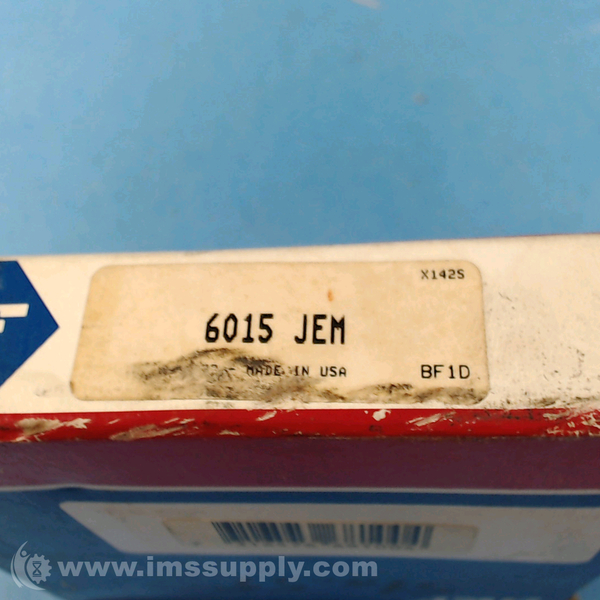 X142S
6015 JEM
MADE IN USA
BF1D
www.imssupply.com